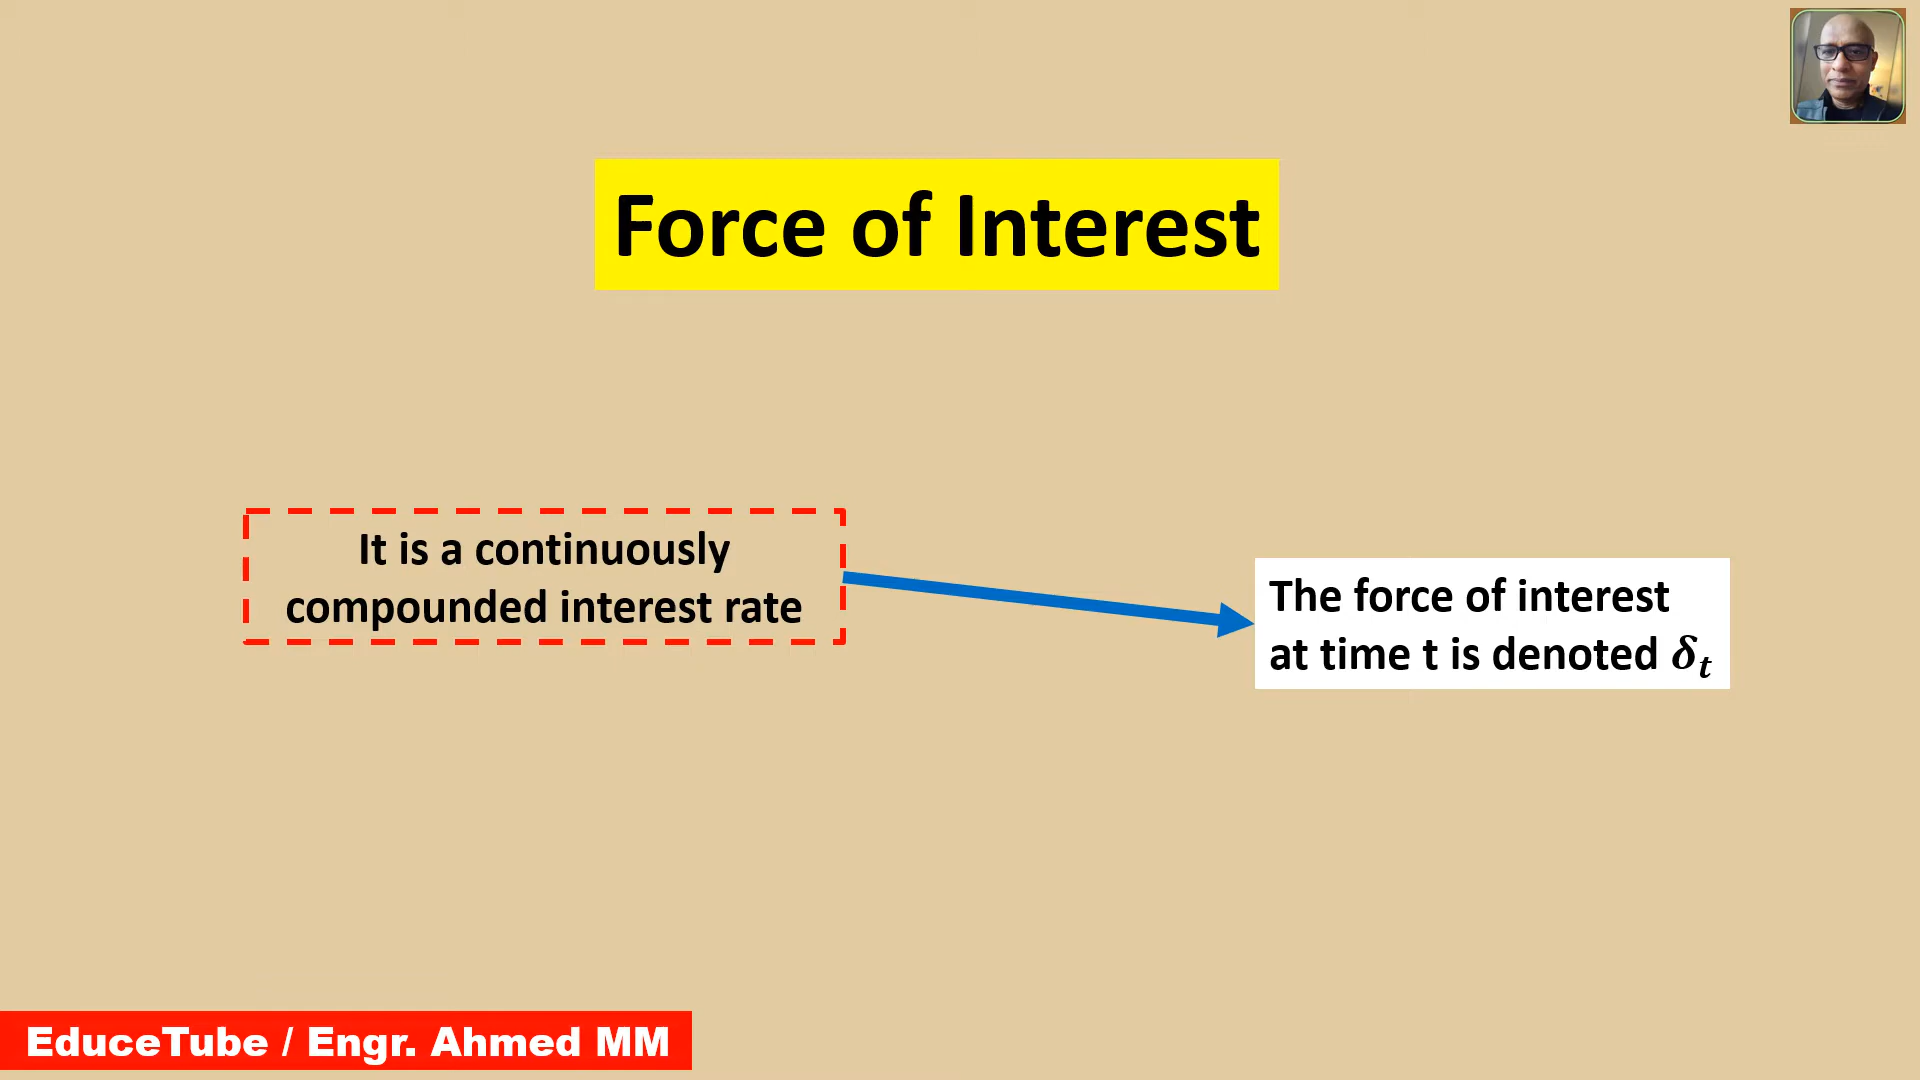 Force of Interest
It is a continuously
compounded interest rate
The force of interest
at time t is denoted δₜ
EduceTube / Engr. Ahmed MM